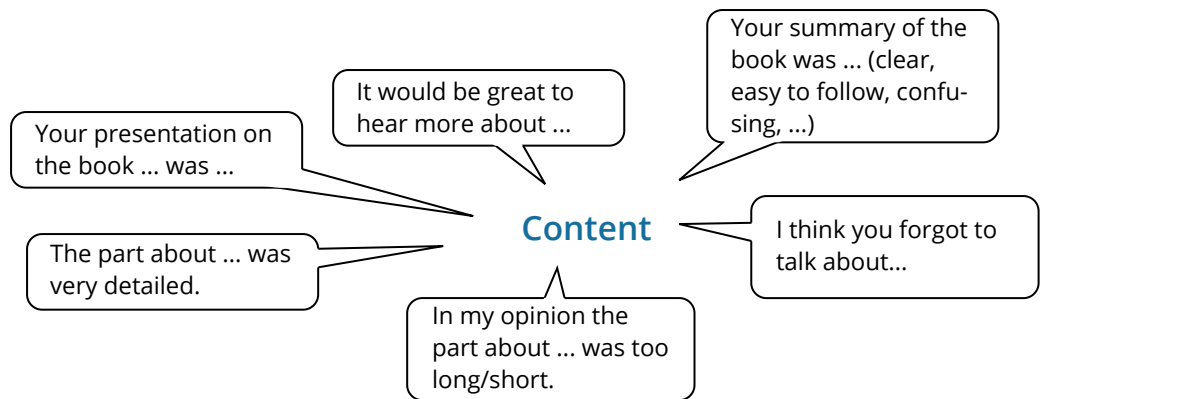 Your summary of the
book was ... (clear,
easy to follow, confu-
sing, ...)
It would be great to
hear more about ...
Your presentation on
the book ... was ...
Content
I think you forgot to
talk about...
The part about ... was
very detailed.
In my opinion the
part about ... was too
long/short.